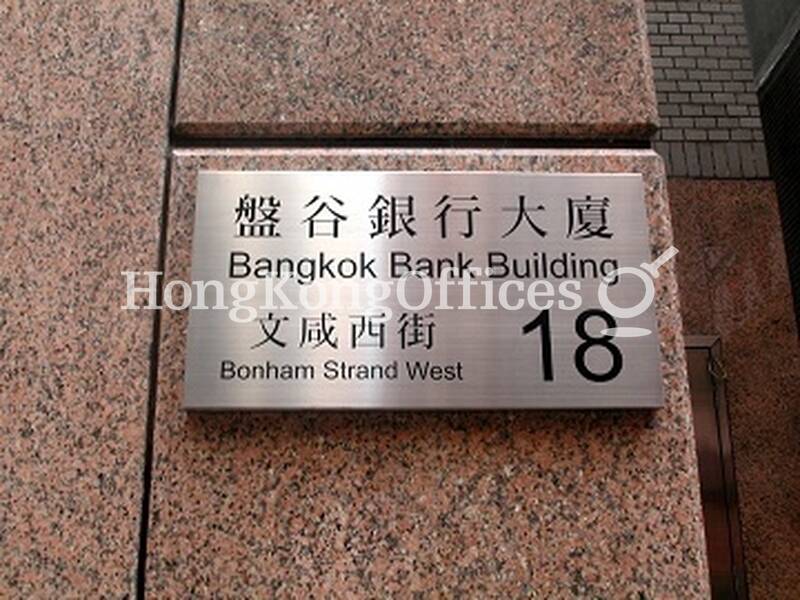 盤谷銀行大廈
Bangkok Bank Building
HongKongOffices
文咸西街
Bonham Strand West
18